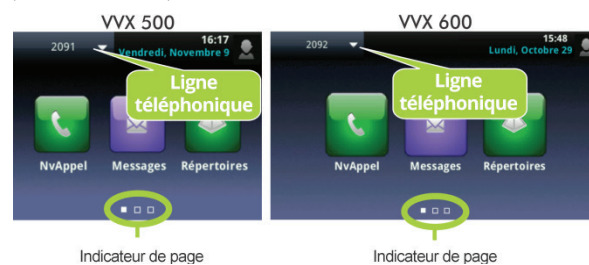 VVX 500
2091
16:17
Vendredi, Novembre 9
Ligne
téléphonique
NvAppel Messages Répertoires
Indicateur de page
VVX 600
2092
15:48
Lundi, Octobre 29
Ligne
téléphonique
NvAppel Messages Répertoires
Indicateur de page